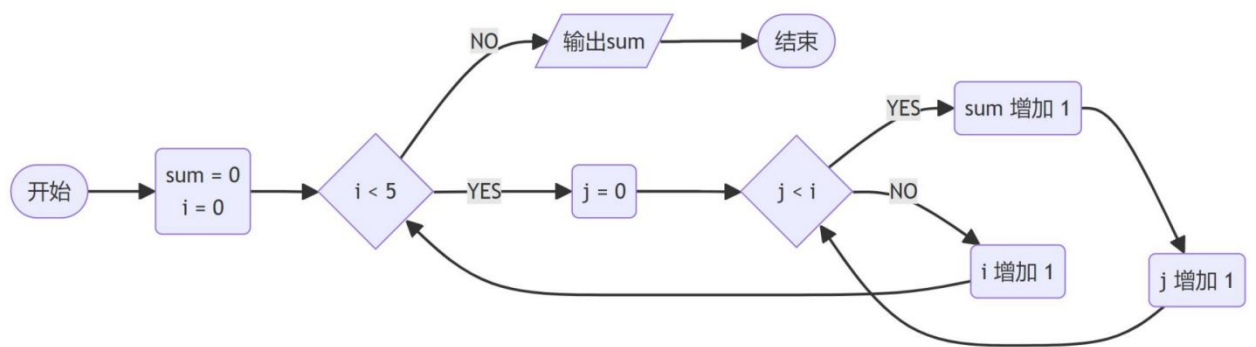 开始
sum = 0
i = 0
i < 5
NO
输出sum
结束
YES
j = 0
j < i
YES
sum 增加 1
NO
i 增加 1
j 增加 1